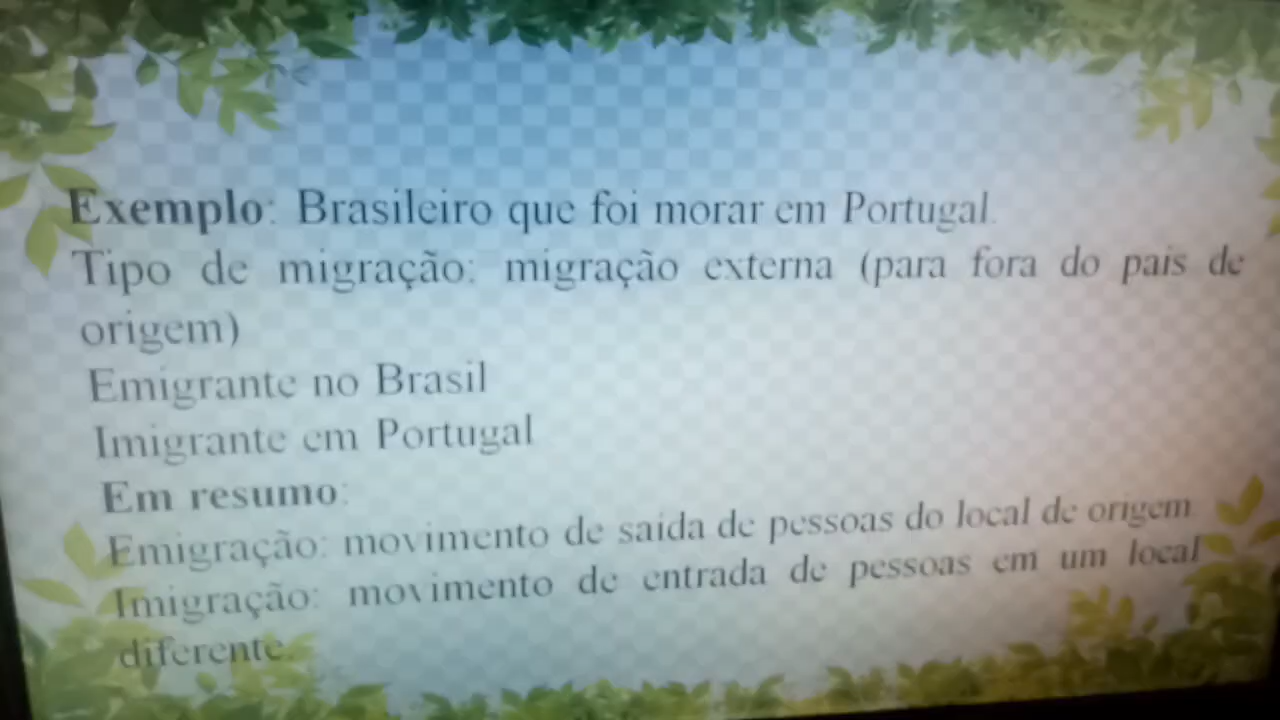 Exemplo: Brasileiro que foi morar em Portugal.
Tipo de migração: migração externa (para fora do pais de
origem)
Emigrante no Brasil
Imigrante em Portugal
Em resumo:
Emigração: movimento de saida de pessoas do local de origem
Imigração: movimento de entrada de pessoas em um local
diferente.